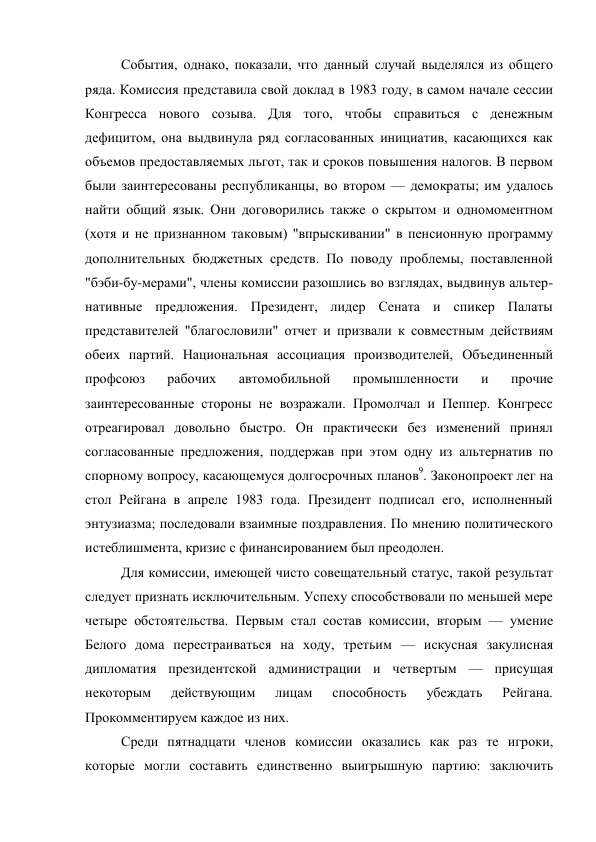 События, однако, показали, что данный случай выделялся из общего
ряда. Комиссия представила свой доклад в 1983 году, в самом начале сессии
Конгресса нового созыва. Для того, чтобы справиться с денежным
дефицитом, она выдвинула ряд согласованных инициатив, касающихся как
объемов предоставляемых льгот, так и сроков повышения налогов. В первом
были заинтересованы республиканцы, во втором — демократы; им удалось
найти общий язык. Они договорились также о скрытом и одномоментном
(хотя и не признанном таковым) "впрыскивании" в пенсионную программу
дополнительных бюджетных средств. По поводу проблемы, поставленной
"бэби-бу-мерами", члены комиссии разошлись во взглядах, выдвинув альтер-
нативные предложения. Президент, лидер Сената и спикер Палаты
представителей "благословили" отчет и призвали к совместным действиям
обеих партий. Национальная ассоциация производителей, Объединенный
профсоюз рабочих автомобильной промышленности и прочие
заинтересованные стороны не возражали. Промолчал и Пеппер. Конгресс
отреагировал довольно быстро. Он практически без изменений принял
согласованные предложения, поддержав при этом одну из альтернатив по
спорному вопросу, касающемуся долгосрочных планов⁹. Законопроект лег на
стол Рейгана в апреле 1983 года. Президент подписал его, исполненный
энтузиазма; последовали взаимные поздравления. По мнению политического
истеблишмента, кризис с финансированием был преодолен.
Для комиссии, имеющей чисто совещательный статус, такой результат
следует признать исключительным. Успеху способствовали по меньшей мере
четыре обстоятельства. Первым стал состав комиссии, вторым — умение
Белого дома перестраиваться на ходу, третьим — искусная закулисная
дипломатия президентской администрации и четвертым — присущая
некоторым действующим лицам способность убеждать Рейгана.
Прокомментируем каждое из них.
Среди пятнадцати членов комиссии оказались как раз те игроки,
которые могли составить единственно выигрышную партию: заключить